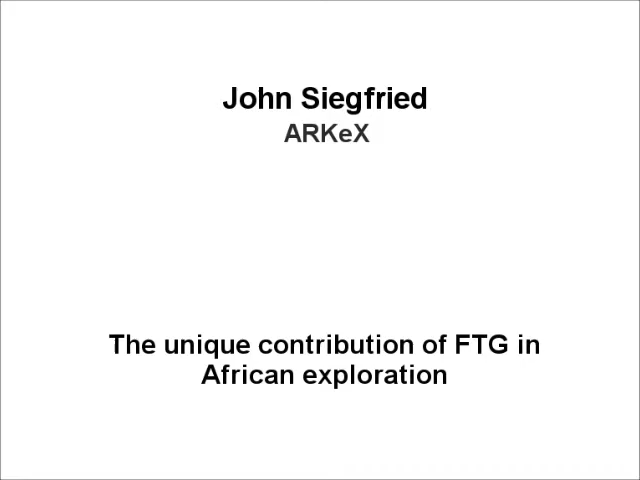 John Siegfried
ARKeX
The unique contribution of FTG in
African exploration